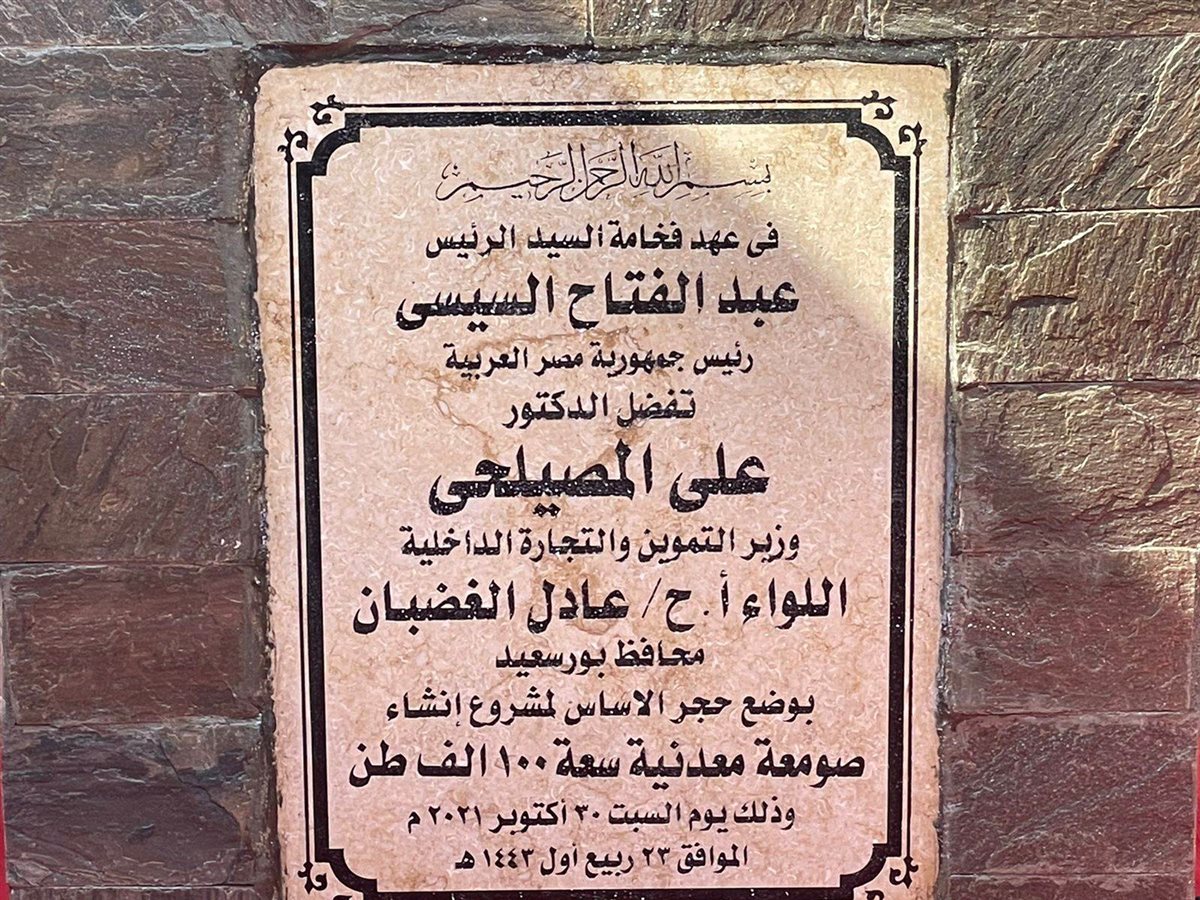 بسم الله الرحمن الرحيم
فى عهد فخامة السيد الرئيس
عبد الفتاح السيسى
رئيس جمهورية مصر العربية
تفضل الدكتور
على المصيلحى
وزير التموين والتجارة الداخلية
اللواء أ.ح/ عادل الغضبان
محافظ بورسعيد
بوضع حجر الاساس لمشروع إنشاء
صومعة معدنية سعة ١٠٠ الف طن
وذلك يوم السبت ٣٠ أكتوبر ٢٠٢١ م
الموافق ٢٣ ربيع أول ١٤٤٣ هـ